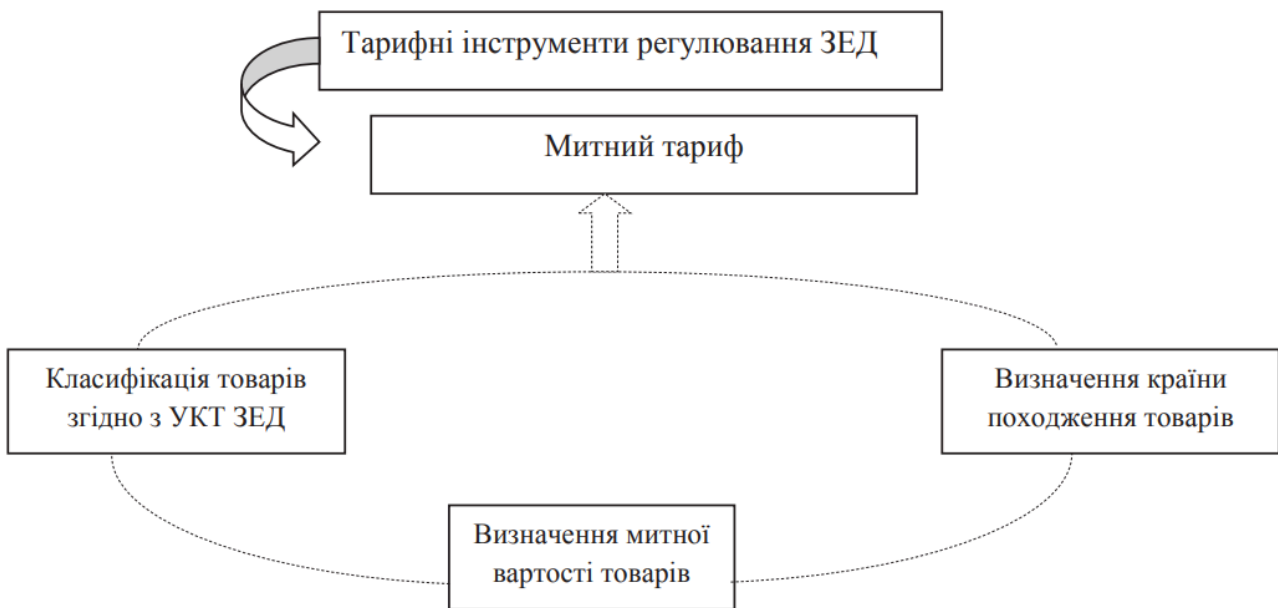 Тарифні інструменти регулювання ЗЕД
Митний тариф
Класифікація товарів
згідно з УКТ ЗЕД
Визначення країни
походження товарів
Визначення митної
вартості товарів